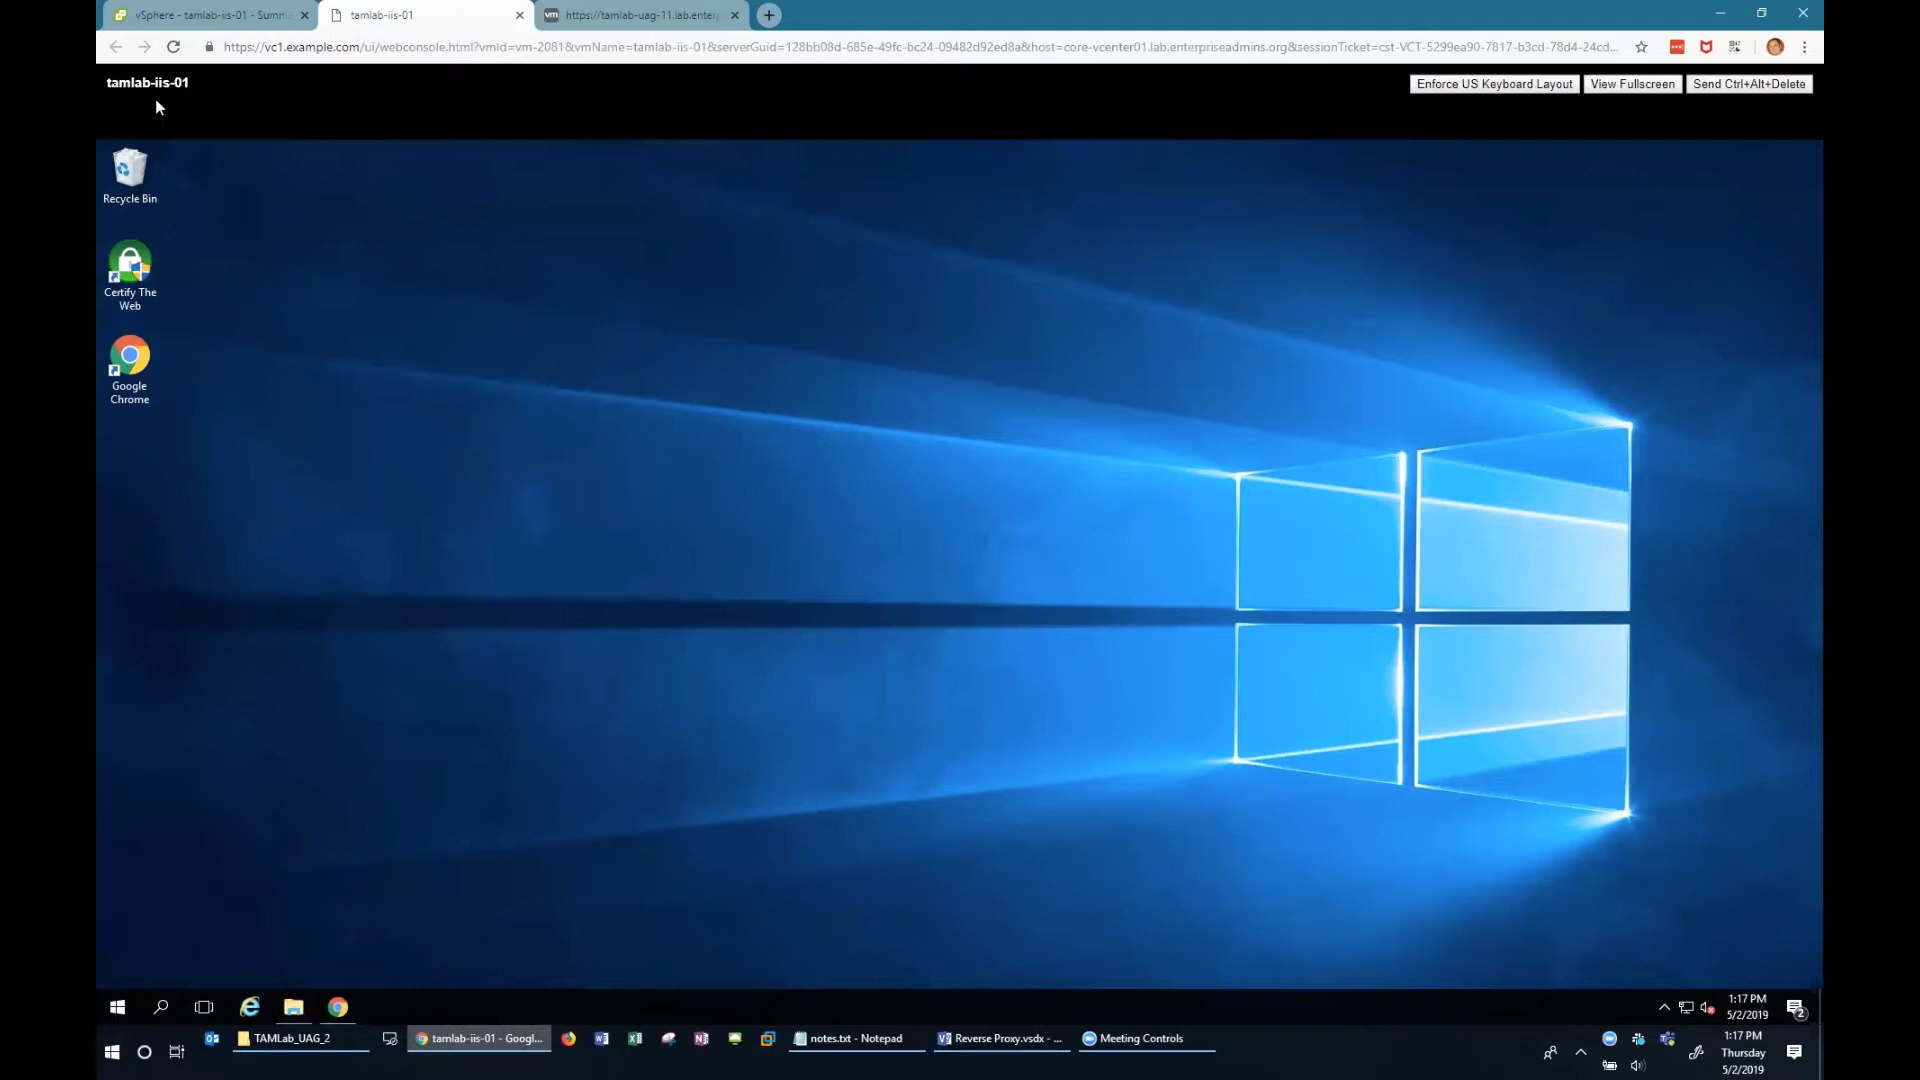 vSphere - tamlab-iis-01 - Summ
tamlab-iis-01
https://tamlab-uag-11.lab.enter
https://vc1.example.com/ui/webconsole.html?vmId=vm-2081&vmName=tamlab-iis-01&serverGuid=128bb08d-685e-49fc-bc24-09482d92ed8a&host=core-vcenter01.lab.enterpriseadmins.org&sessionTicket=cst-VCT-5299ea90-7817-b3cd-78d4-24cd...
tamlab-iis-01
Enforce US Keyboard Layout
View Fullscreen
Send Ctrl+Alt+Delete
Recycle Bin
Certify The
Web
Google
Chrome
1:17 PM
5/2/2019
2
TAMLab_UAG_2
tamlab-iis-01 - Googl...
notes.txt - Notepad
Reverse Proxy.vsdx - ...
Meeting Controls
1:17 PM
Thursday
5/2/2019